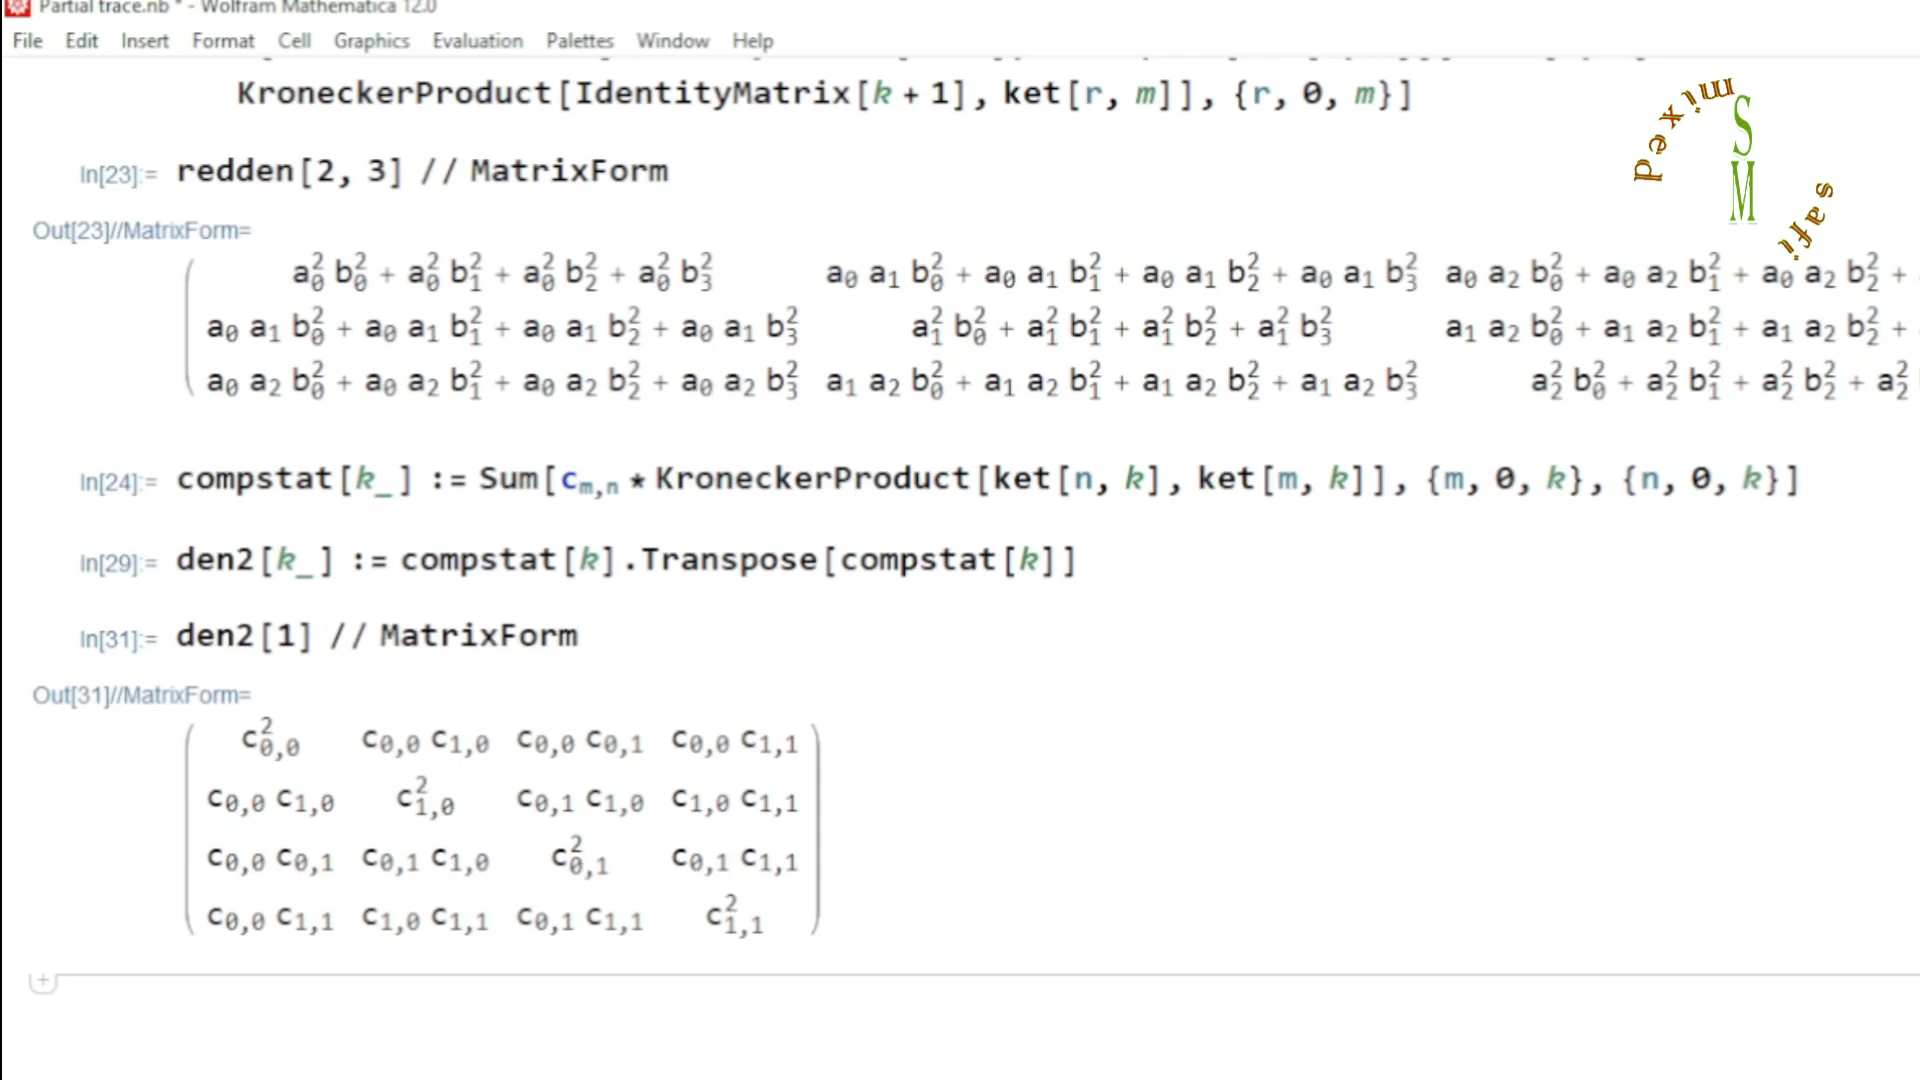 Partial trace.nb * - Wolfram Mathematica 12.0
File Edit Insert Format Cell Graphics Evaluation Palettes Window Help
KroneckerProduct[IdentityMatrix[k + 1], ket[r, m]], {r, 0, m}]
In[23]:= redden[2, 3] // MatrixForm
Out[23]//MatrixForm=
a₀² b₀² + a₀² b₁² + a₀² b₂² + a₀² b₃² a₀ a₁ b₀² + a₀ a₁ b₁² + a₀ a₁ b₂² + a₀ a₁ b₃² a₀ a₂ b₀² + a₀ a₂ b₁² + a₀ a₂ b₂² +
a₀ a₁ b₀² + a₀ a₁ b₁² + a₀ a₁ b₂² + a₀ a₁ b₃² a₁² b₀² + a₁² b₁² + a₁² b₂² + a₁² b₃² a₁ a₂ b₀² + a₁ a₂ b₁² + a₁ a₂ b₂² +
a₀ a₂ b₀² + a₀ a₂ b₁² + a₀ a₂ b₂² + a₀ a₂ b₃² a₁ a₂ b₀² + a₁ a₂ b₁² + a₁ a₂ b₂² + a₁ a₂ b₃² a₂² b₀² + a₂² b₁² + a₂² b₂² + a₂²
In[24]:= compstat[k_] := Sum[cₘ,ₙ * KroneckerProduct[ket[n, k], ket[m, k]], {m, 0, k}, {n, 0, k}]
In[29]:= den2[k_] := compstat[k].Transpose[compstat[k]]
In[31]:= den2[1] // MatrixForm
Out[31]//MatrixForm=
c₀,₀² c₀,₀ c₁,₀ c₀,₀ c₀,₁ c₀,₀ c₁,₁
c₀,₀ c₁,₀ c₁,₀² c₀,₁ c₁,₀ c₁,₀ c₁,₁
c₀,₀ c₀,₁ c₀,₁ c₁,₀ c₀,₁² c₀,₁ c₁,₁
c₀,₀ c₁,₁ c₁,₀ c₁,₁ c₀,₁ c₁,₁ c₁,₁²
mixed
S
M
safi